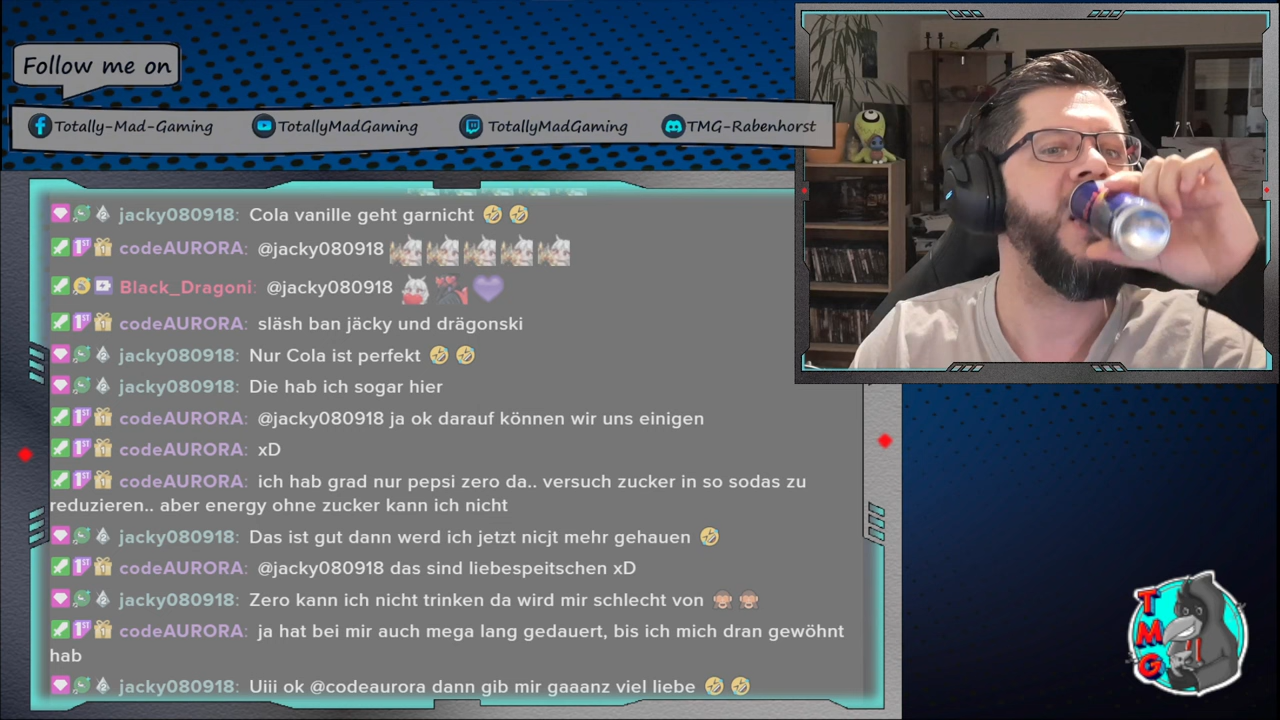 Follow me on
Totally-Mad-Gaming TotallyMadGaming TotallyMadGaming TMG-Rabenhorst
jacky080918: Cola vanille geht garnicht 🤣 🤣
codeAURORA: @jacky080918
Black_Dragoni: @jacky080918 💜
codeAURORA: släsh ban jäcky und drägonski
jacky080918: Nur Cola ist perfekt 🤣 🤣
jacky080918: Die hab ich sogar hier
codeAURORA: @jacky080918 ja ok darauf können wir uns einigen
codeAURORA: xD
codeAURORA: ich hab grad nur pepsi zero da.. versuch zucker in so sodas zu
reduzieren.. aber energy ohne zucker kann ich nicht
jacky080918: Das ist gut dann werd ich jetzt nicjt mehr gehauen 🤣
codeAURORA: @jacky080918 das sind liebespeitschen xD
jacky080918: Zero kann ich nicht trinken da wird mir schlecht von 🙈 🙈
codeAURORA: ja hat bei mir auch mega lang gedauert, bis ich mich dran gewöhnt
hab
jacky080918: Uiii ok @codeaurora dann gib mir gaaanz viel liebe 🤣 🤣
TMG